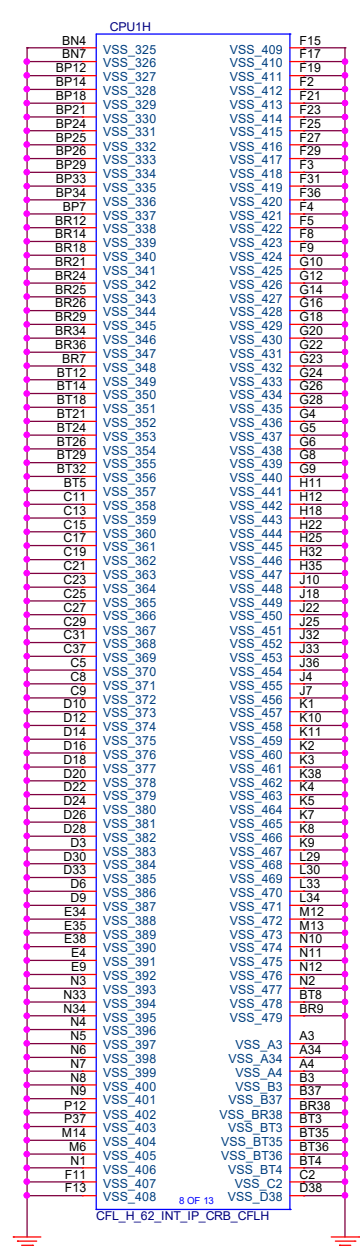 CPU1H
BN4 VSS_325 VSS_409 F15
BN7 VSS_326 VSS_410 F17
BP12 VSS_327 VSS_411 F19
BP14 VSS_328 VSS_412 F2
BP18 VSS_329 VSS_413 F21
BP21 VSS_330 VSS_414 F23
BP24 VSS_331 VSS_415 F25
BP25 VSS_332 VSS_416 F27
BP26 VSS_333 VSS_417 F29
BP29 VSS_334 VSS_418 F3
BP33 VSS_335 VSS_419 F31
BP34 VSS_336 VSS_420 F36
BP7 VSS_337 VSS_421 F4
BR12 VSS_338 VSS_422 F5
BR14 VSS_339 VSS_423 F8
BR18 VSS_340 VSS_424 F9
BR21 VSS_341 VSS_425 G10
BR24 VSS_342 VSS_426 G12
BR25 VSS_343 VSS_427 G14
BR26 VSS_344 VSS_428 G16
BR29 VSS_345 VSS_429 G18
BR34 VSS_346 VSS_430 G20
BR36 VSS_347 VSS_431 G22
BR7 VSS_348 VSS_432 G23
BT12 VSS_349 VSS_433 G24
BT14 VSS_350 VSS_434 G26
BT18 VSS_351 VSS_435 G28
BT21 VSS_352 VSS_436 G4
BT24 VSS_353 VSS_437 G5
BT26 VSS_354 VSS_438 G6
BT29 VSS_355 VSS_439 G8
BT32 VSS_356 VSS_440 G9
BT5 VSS_357 VSS_441 H11
C11 VSS_358 VSS_442 H12
C13 VSS_359 VSS_443 H18
C15 VSS_360 VSS_444 H22
C17 VSS_361 VSS_445 H25
C19 VSS_362 VSS_446 H32
C21 VSS_363 VSS_447 H35
C23 VSS_364 VSS_448 J10
C25 VSS_365 VSS_449 J18
C27 VSS_366 VSS_450 J22
C29 VSS_367 VSS_451 J25
C31 VSS_368 VSS_452 J32
C37 VSS_369 VSS_453 J33
C5 VSS_370 VSS_454 J36
C8 VSS_371 VSS_455 J4
C9 VSS_372 VSS_456 J7
D10 VSS_373 VSS_457 K1
D12 VSS_374 VSS_458 K10
D14 VSS_375 VSS_459 K11
D16 VSS_376 VSS_460 K2
D18 VSS_377 VSS_461 K3
D20 VSS_378 VSS_462 K38
D22 VSS_379 VSS_463 K4
D24 VSS_380 VSS_464 K5
D26 VSS_381 VSS_465 K7
D28 VSS_382 VSS_466 K8
D3 VSS_383 VSS_467 K9
D30 VSS_384 VSS_468 L29
D33 VSS_385 VSS_469 L30
D6 VSS_386 VSS_470 L33
D9 VSS_387 VSS_471 L34
E34 VSS_388 VSS_472 M12
E35 VSS_389 VSS_473 M13
E38 VSS_390 VSS_474 N10
E4 VSS_391 VSS_475 N11
E9 VSS_392 VSS_476 N12
N3 VSS_393 VSS_477 N2
N33 VSS_394 VSS_478 BT8
N34 VSS_395 VSS_479 BR9
N4 VSS_396
N5 VSS_397 VSS_A3 A3
N6 VSS_398 VSS_A34 A34
N7 VSS_399 VSS_A4 A4
N8 VSS_400 VSS_B3 B3
N9 VSS_401 VSS_B37 B37
P12 VSS_402 VSS_BR38 BR38
P37 VSS_403 VSS_BT3 BT3
M14 VSS_404 VSS_BT35 BT35
M6 VSS_405 VSS_BT36 BT36
N1 VSS_406 VSS_BT4 BT4
F11 VSS_407 VSS_C2 C2
F13 VSS_408 8 OF 13 VSS_D38 D38
CFL_H_62_INT_IP_CRB_CFLH